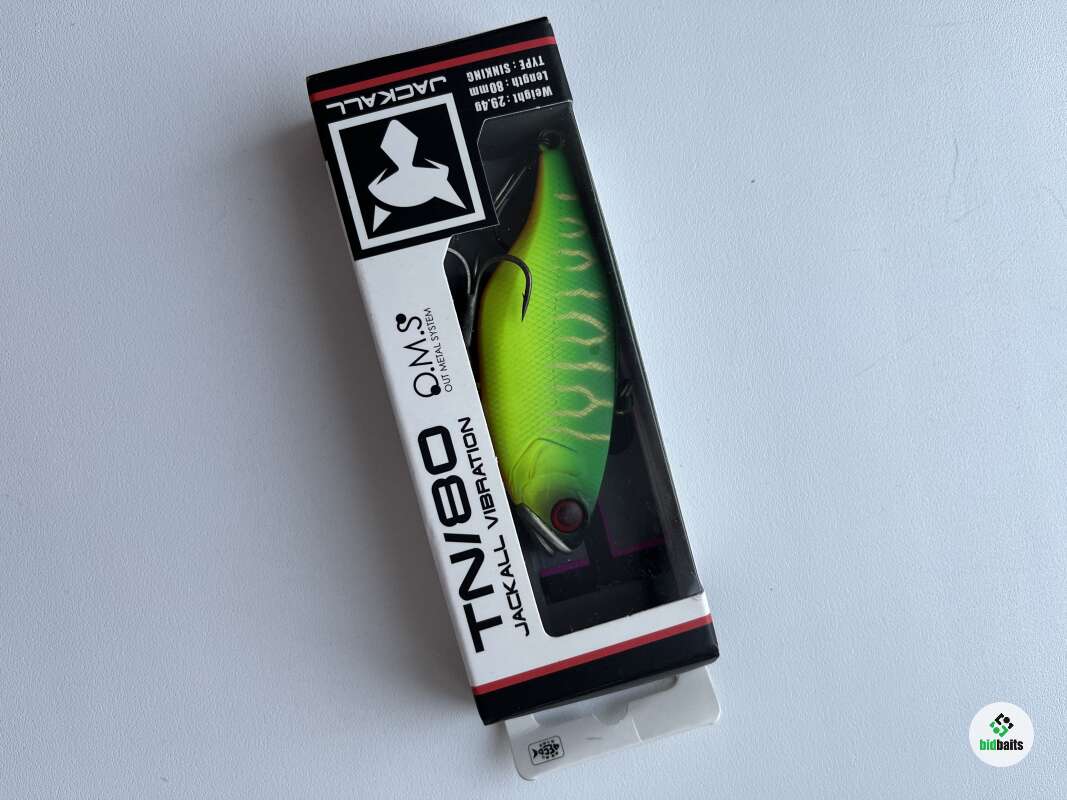 JACKALL
Weight : 29.4g
Length : 80mm
TYPE : SINKING
O.M.S
OUT METAL SYSTEM
TN/80
JACKALL VIBRATION
bidbaits